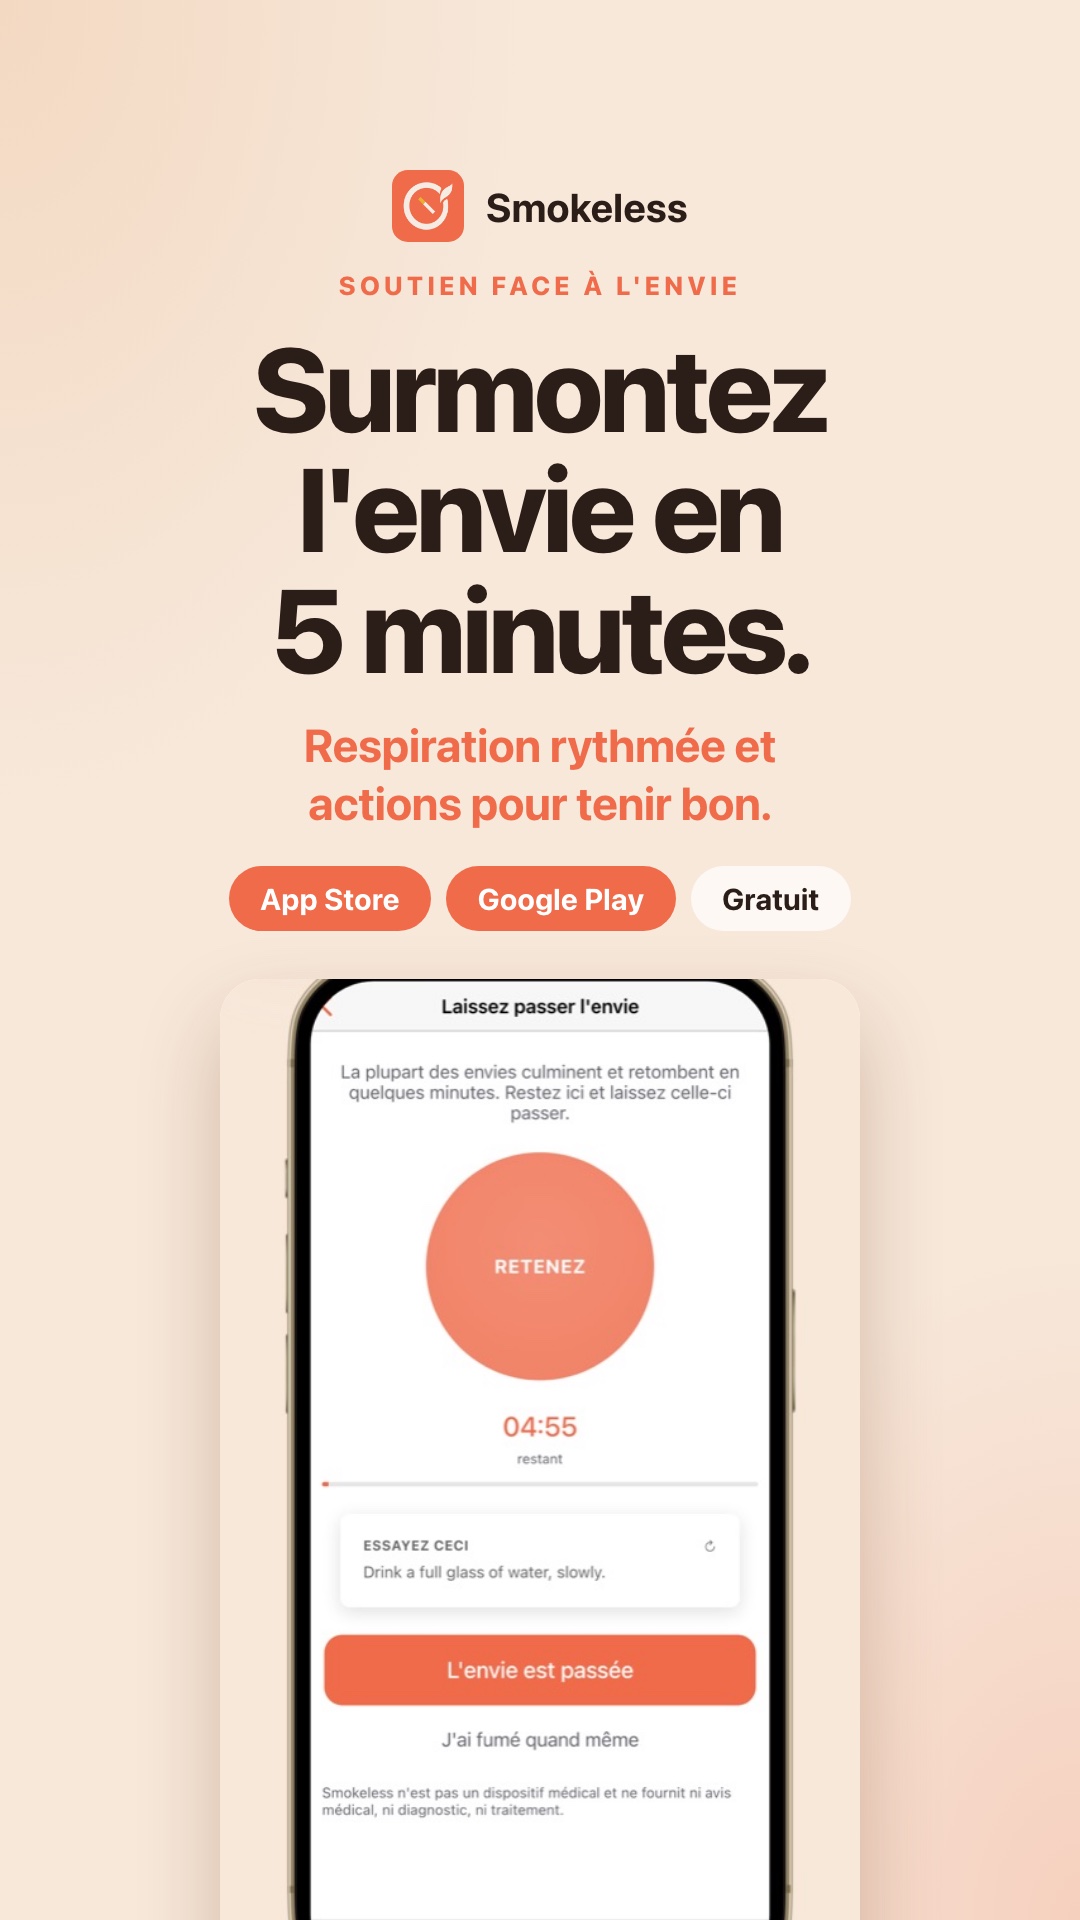 Smokeless
SOUTIEN FACE À L'ENVIE
Surmontez
l'envie en
5 minutes.
Respiration rythmée et
actions pour tenir bon.
App Store
Google Play
Gratuit
Laissez passer l'envie
La plupart des envies culminent et retombent en
quelques minutes. Restez ici et laissez celle-ci
passer.
RETENEZ
04:55
restant
ESSAYEZ CECI
Drink a full glass of water, slowly.
L'envie est passée
J'ai fumé quand même
Smokeless n'est pas un dispositif médical et ne fournit ni avis
médical, ni diagnostic, ni traitement.